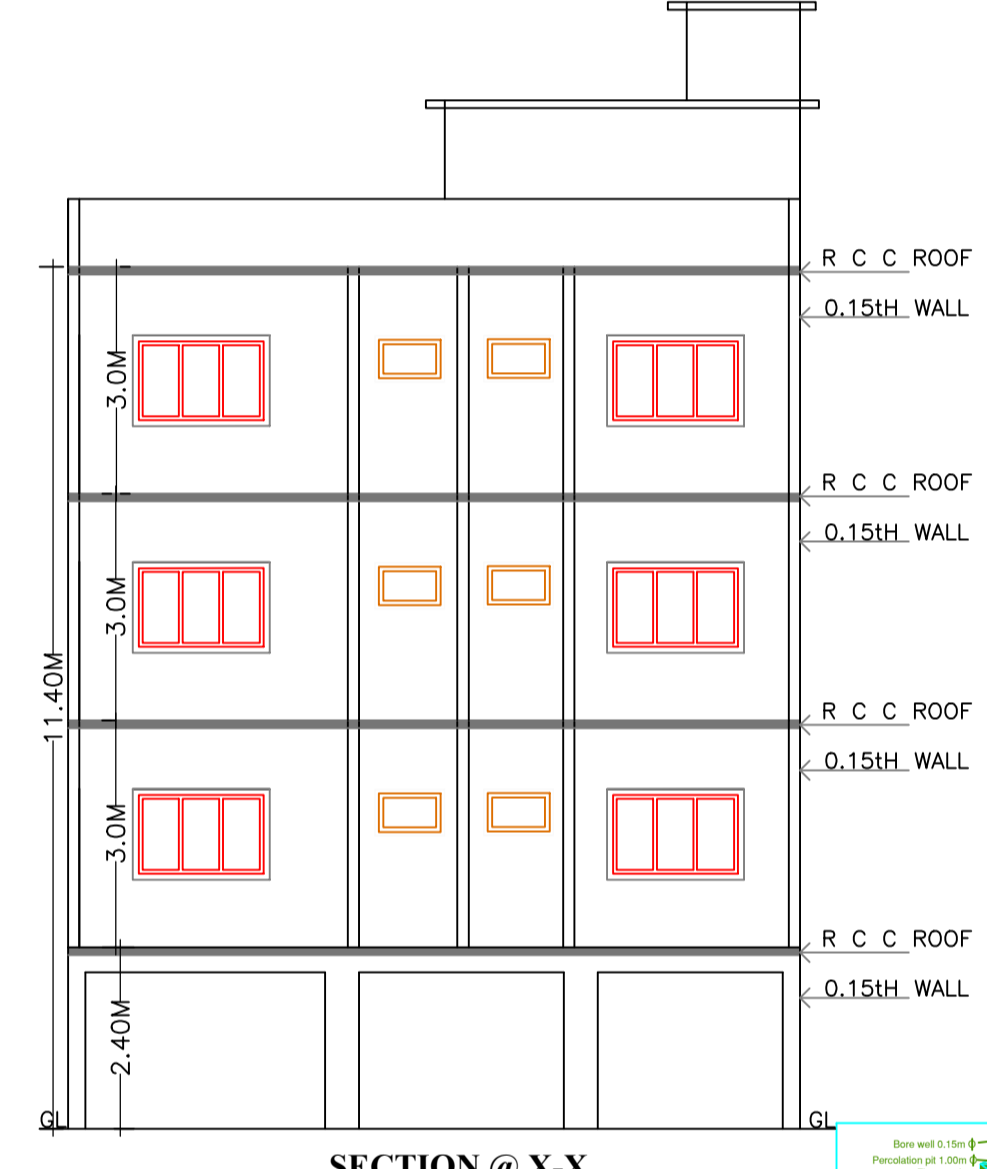 R C C ROOF
0.15tH WALL
3.0M
R C C ROOF
0.15tH WALL
3.0M
11.40M
R C C ROOF
0.15tH WALL
3.0M
R C C ROOF
0.15tH WALL
2.40M
GL
GL
SECTION @ X-X
Bore well 0.15m ϕ
Percolation pit 1.00m ϕ